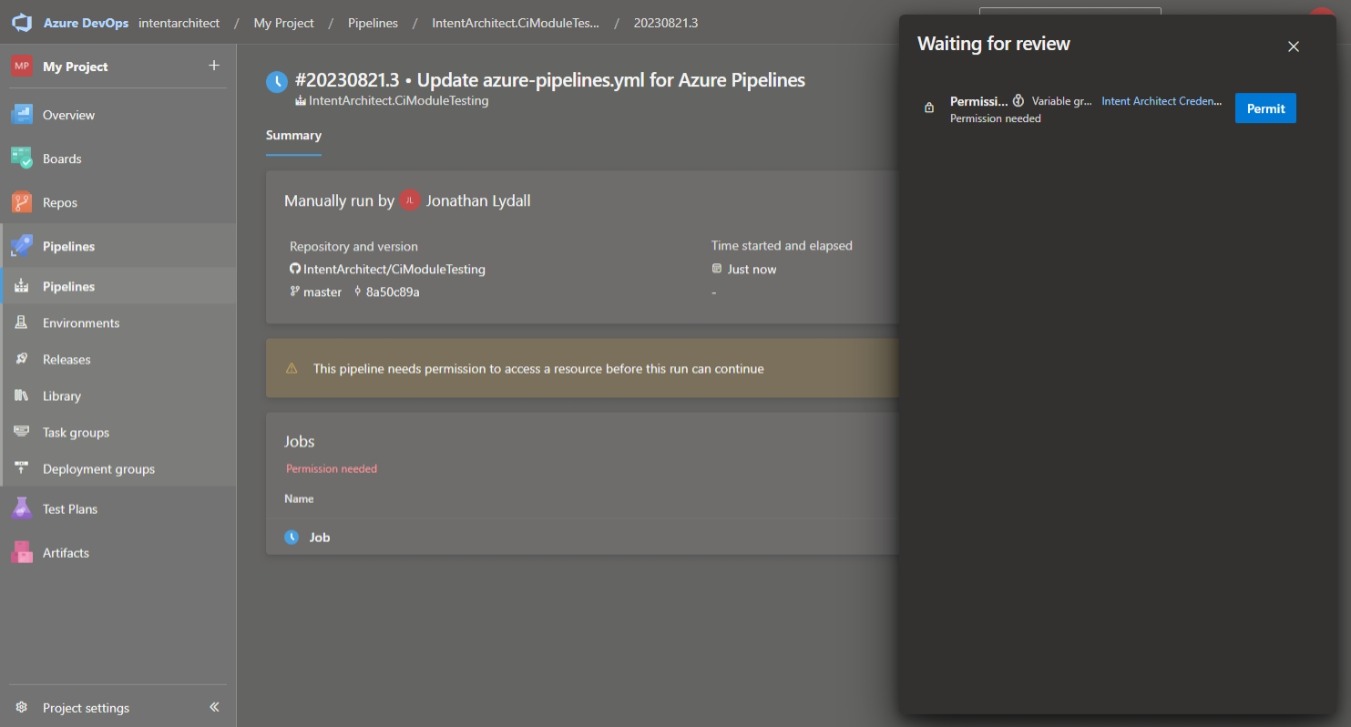 Azure DevOps intentarchitect / My Project / Pipelines / IntentArchitect.CiModuleTes... / 20230821.3
MP My Project +
Overview
Boards
Repos
Pipelines
Pipelines
Environments
Releases
Library
Task groups
Deployment groups
Test Plans
Artifacts
Project settings
#20230821.3 • Update azure-pipelines.yml for Azure Pipelines
IntentArchitect.CiModuleTesting
Summary
Manually run by JL Jonathan Lydall
Repository and version
IntentArchitect/CiModuleTesting
master 8a50c89a
Time started and elapsed
Just now
-
This pipeline needs permission to access a resource before this run can continue
Jobs
Permission needed
Name
Job
Waiting for review
Permissi... Variable gr... Intent Architect Creden... Permit
Permission needed